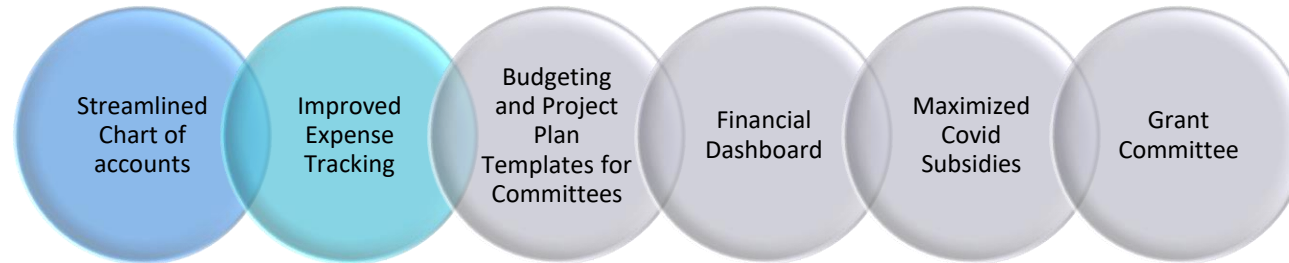 Streamlined
Chart of
accounts
Improved
Expense
Tracking
Budgeting
and Project
Plan
Templates for
Committees
Financial
Dashboard
Maximized
Covid
Subsidies
Grant
Committee